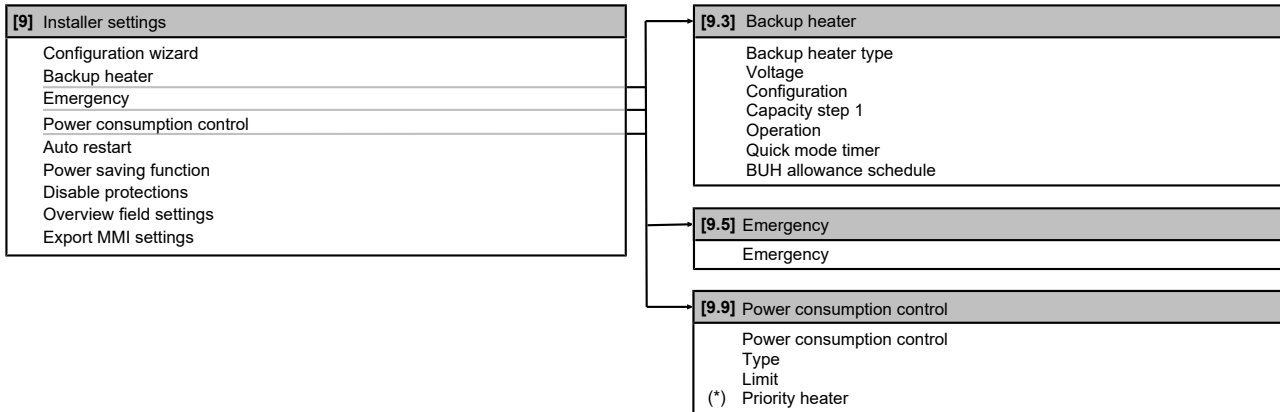 [9] Installer settings
Configuration wizard
Backup heater
Emergency
Power consumption control
Auto restart
Power saving function
Disable protections
Overview field settings
Export MMI settings
[9.3] Backup heater
Backup heater type
Voltage
Configuration
Capacity step 1
Operation
Quick mode timer
BUH allowance schedule
[9.5] Emergency
Emergency
[9.9] Power consumption control
Power consumption control
Type
Limit
(*) Priority heater